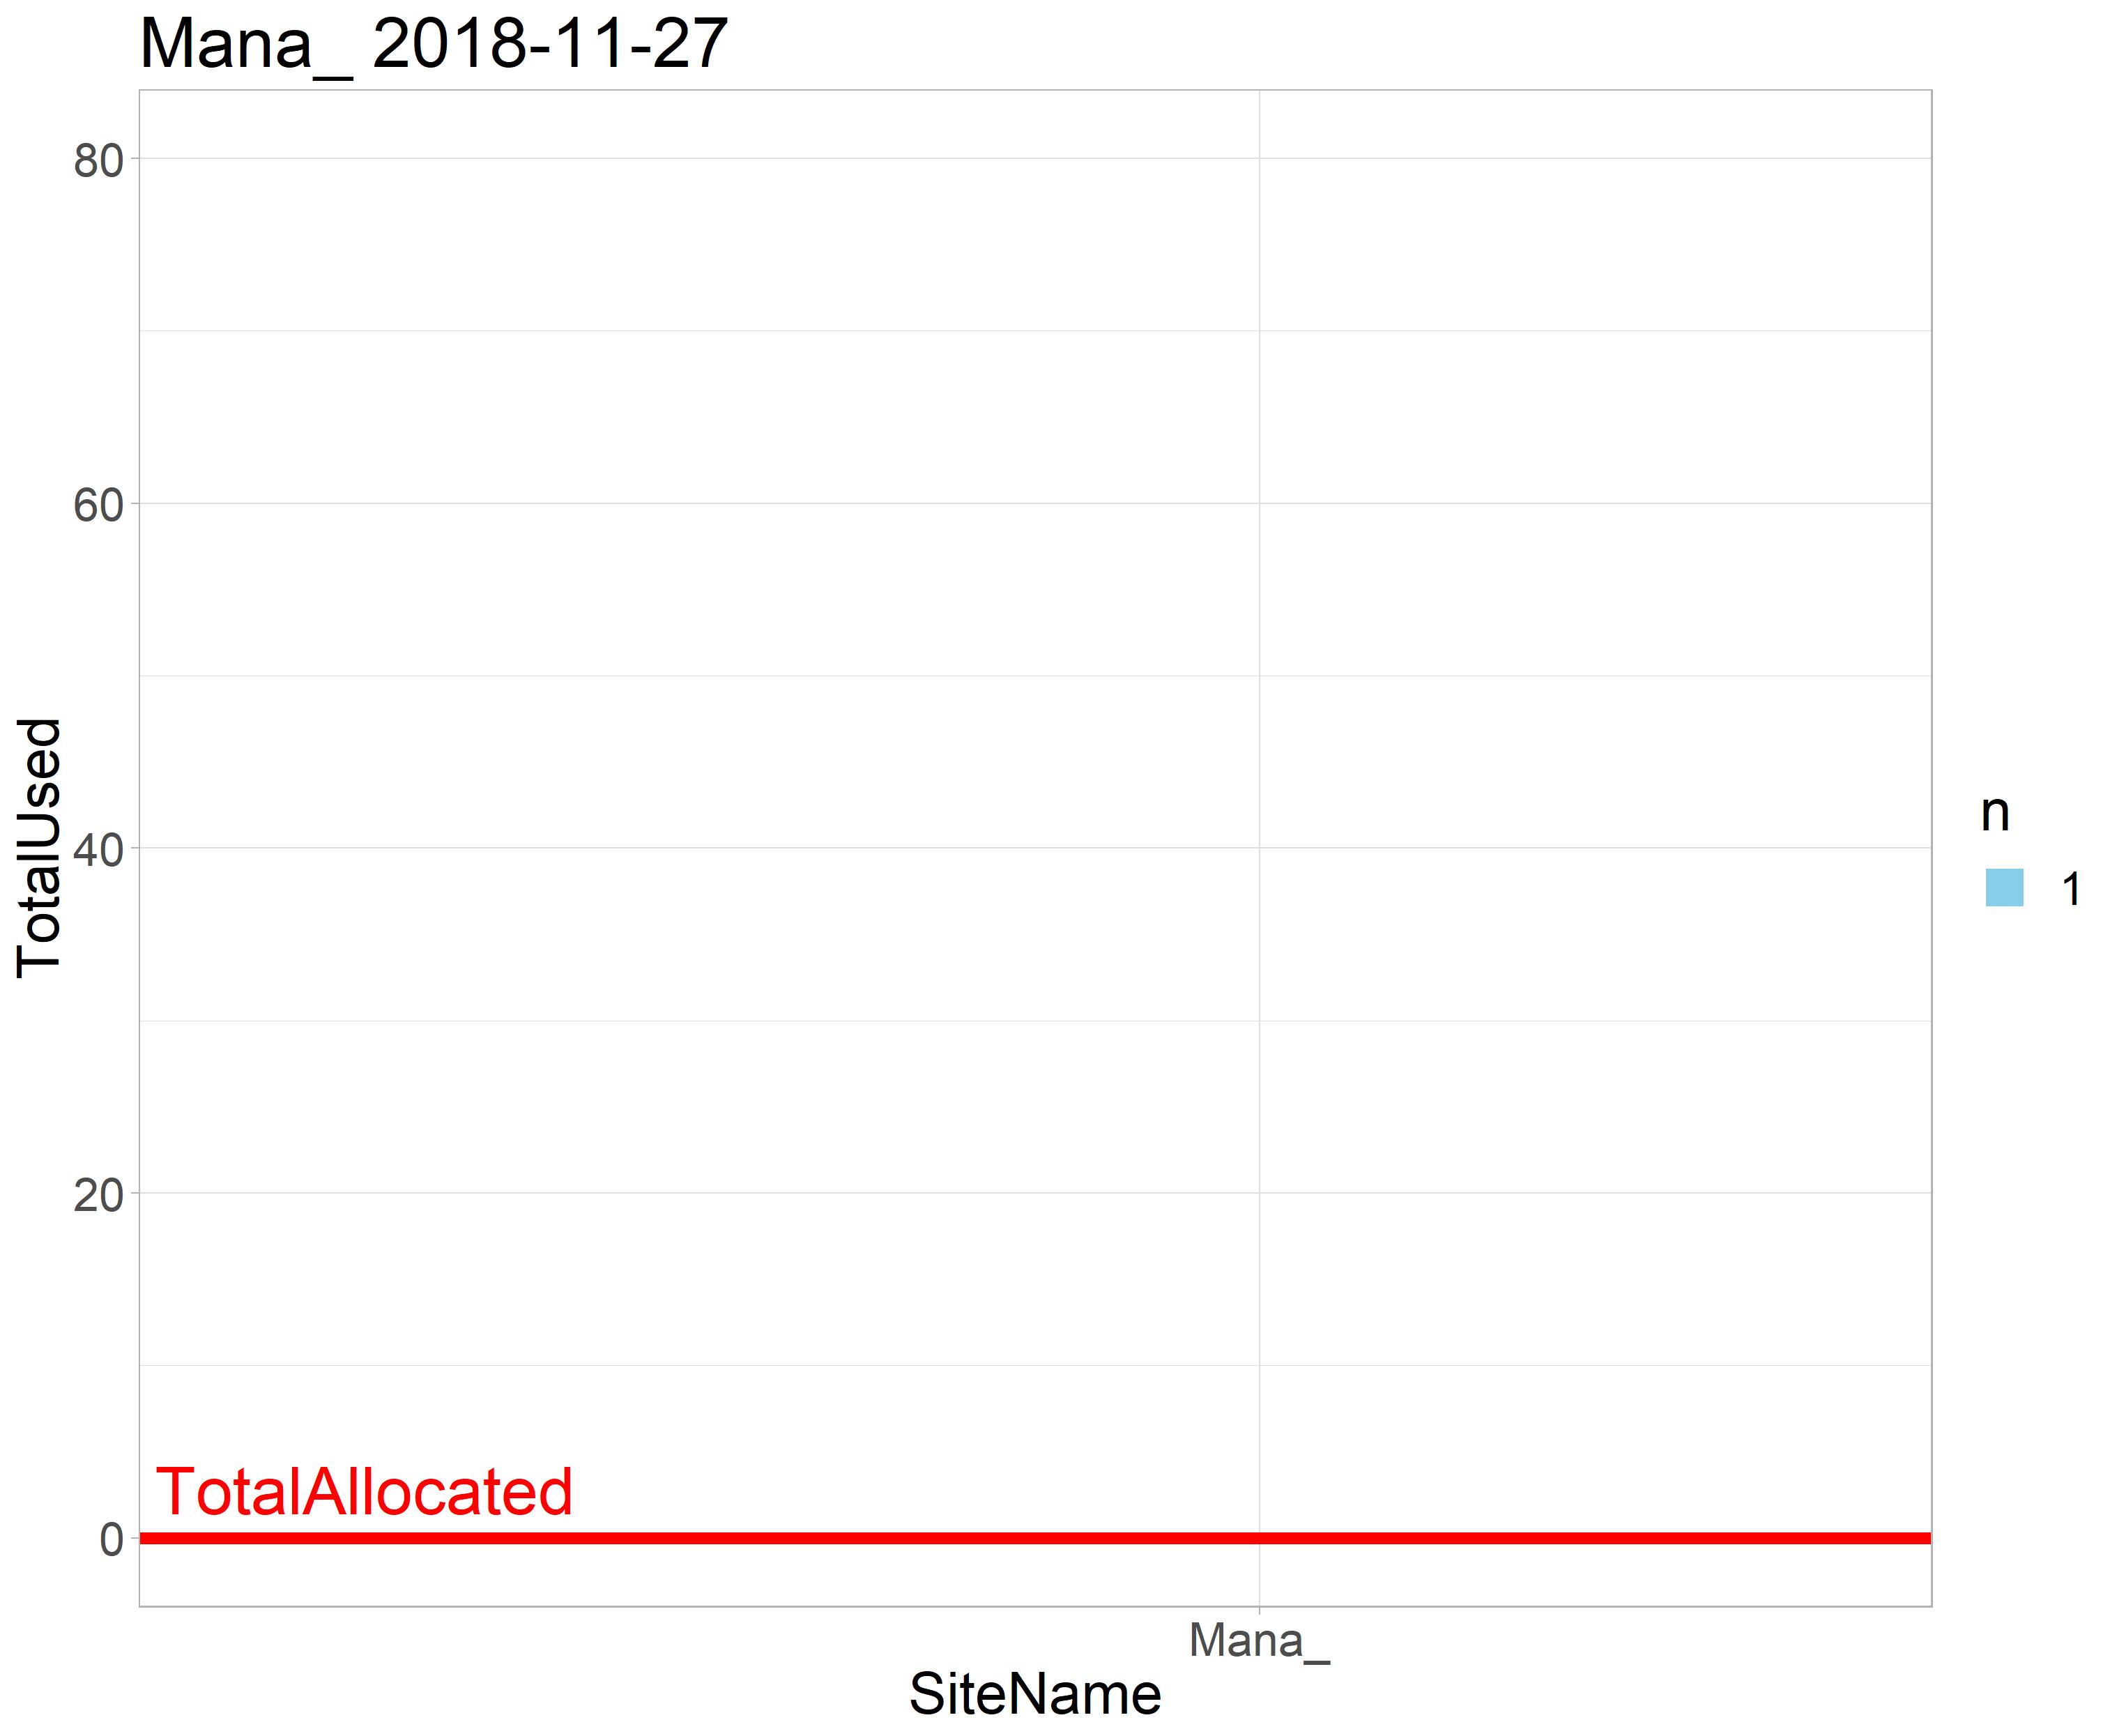 Mana_ 2018-11-27
TotalUsed
80
60
40
20
0
TotalAllocated
Mana_
SiteName
n
1